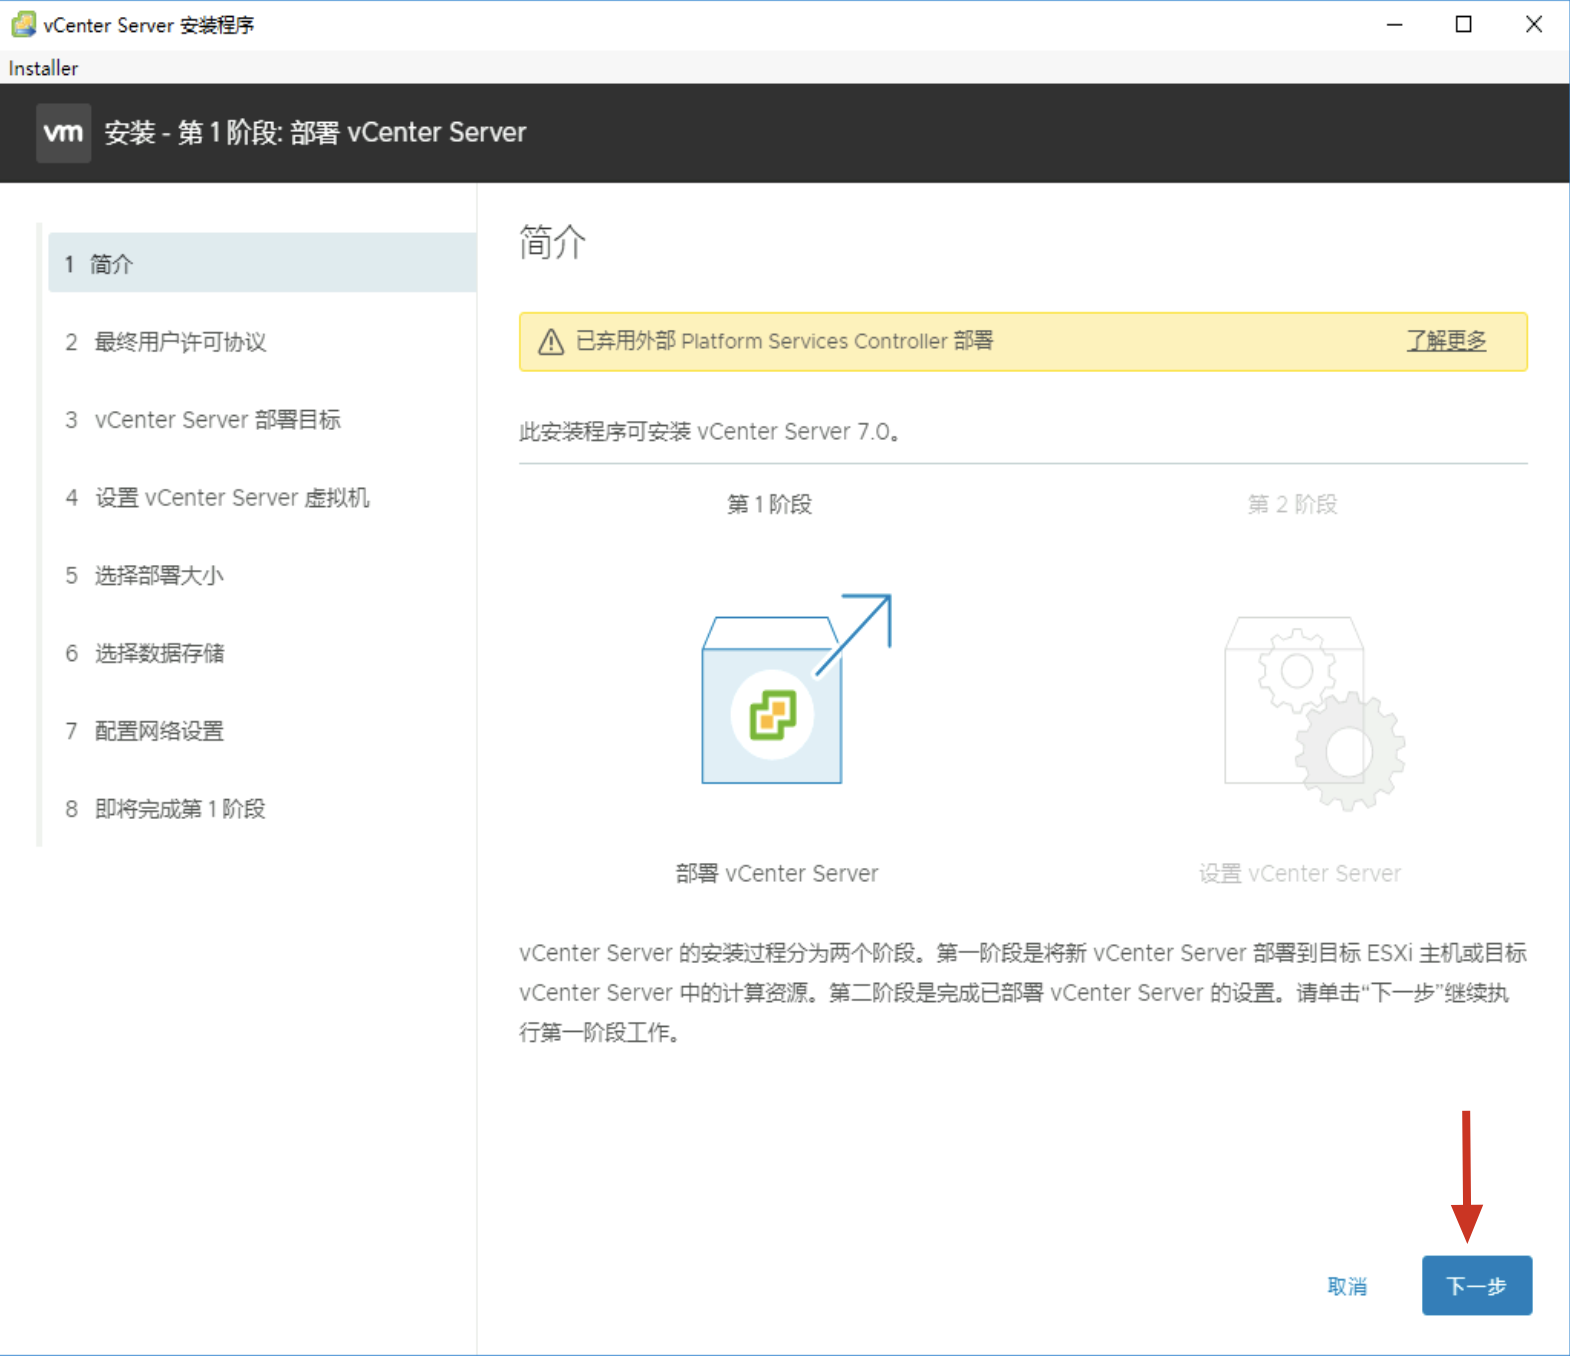 vCenter Server 安装程序
Installer
vm 安装 - 第 1 阶段: 部署 vCenter Server
1 简介
2 最终用户许可协议
3 vCenter Server 部署目标
4 设置 vCenter Server 虚拟机
5 选择部署大小
6 选择数据存储
7 配置网络设置
8 即将完成第 1 阶段
简介
已弃用外部 Platform Services Controller 部署 了解更多
此安装程序可安装 vCenter Server 7.0。
第 1 阶段 第 2 阶段
部署 vCenter Server 设置 vCenter Server
vCenter Server 的安装过程分为两个阶段。第一阶段是将新 vCenter Server 部署到目标 ESXi 主机或目标
vCenter Server 中的计算资源。第二阶段是完成已部署 vCenter Server 的设置。请单击“下一步”继续执
行第一阶段工作。
取消 下一步